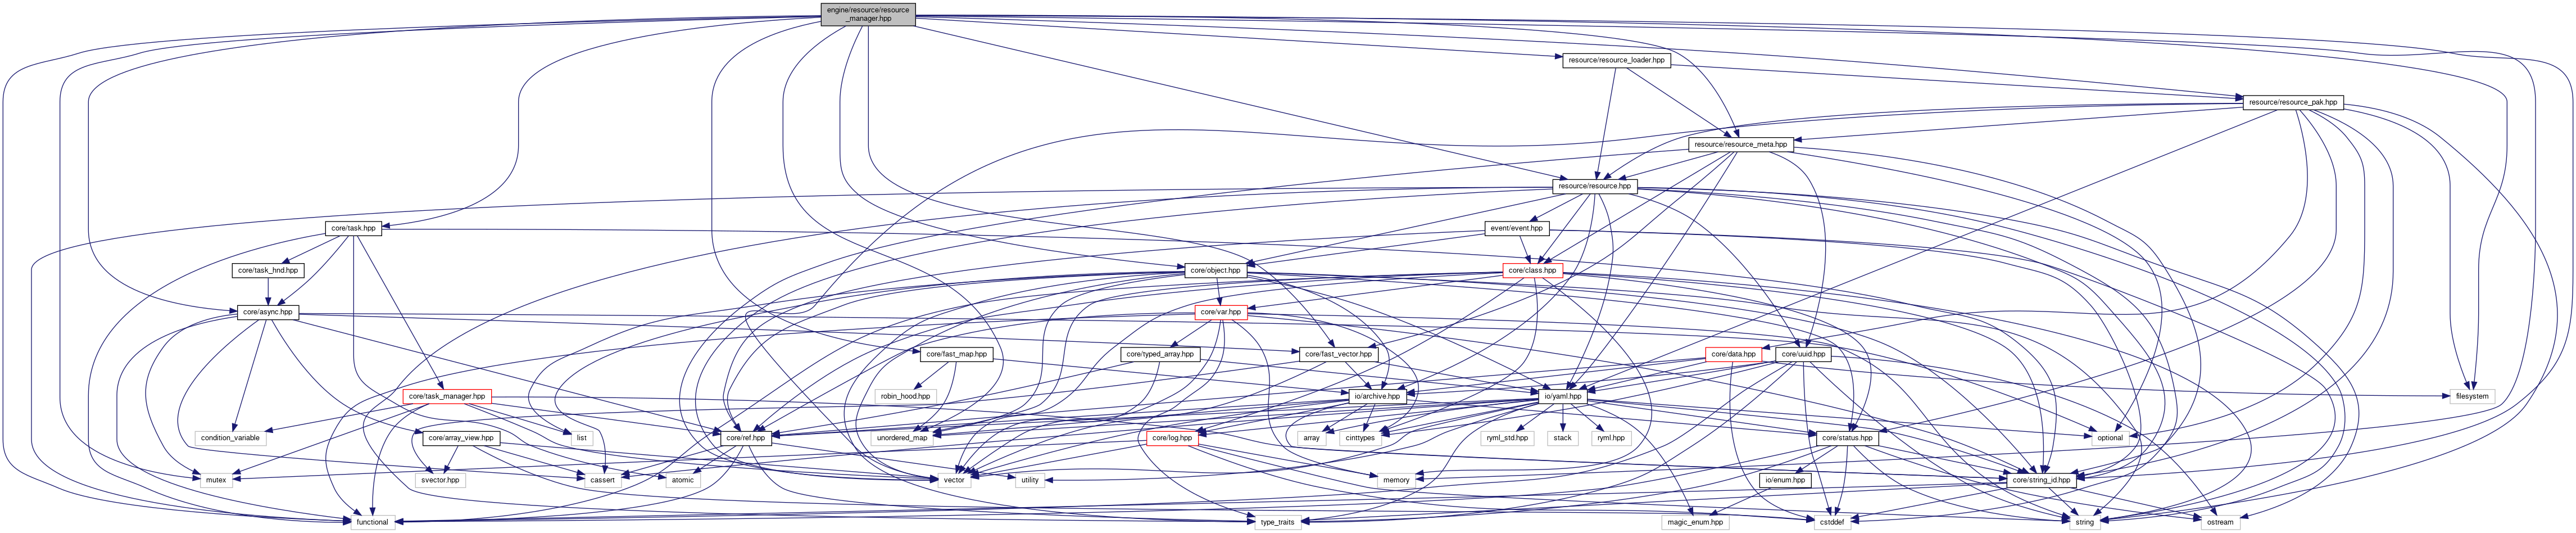 engine/resource/resource
_manager.hpp
resource/resource_loader.hpp
resource/resource_pak.hpp
resource/resource_meta.hpp
resource/resource.hpp
core/task.hpp
event/event.hpp
core/task_hnd.hpp
core/object.hpp
core/class.hpp
core/async.hpp
core/var.hpp
core/fast_map.hpp
core/fast_vector.hpp
core/typed_array.hpp
core/data.hpp
core/uuid.hpp
core/task_manager.hpp
robin_hood.hpp
io/archive.hpp
io/yaml.hpp
filesystem
condition_variable
core/array_view.hpp
list
core/ref.hpp
unordered_map
core/log.hpp
array
cinttypes
ryml_std.hpp
stack
ryml.hpp
core/status.hpp
optional
mutex
svector.hpp
cassert
atomic
vector
utility
memory
io/enum.hpp
core/string_id.hpp
functional
type_traits
magic_enum.hpp
cstddef
string
ostream